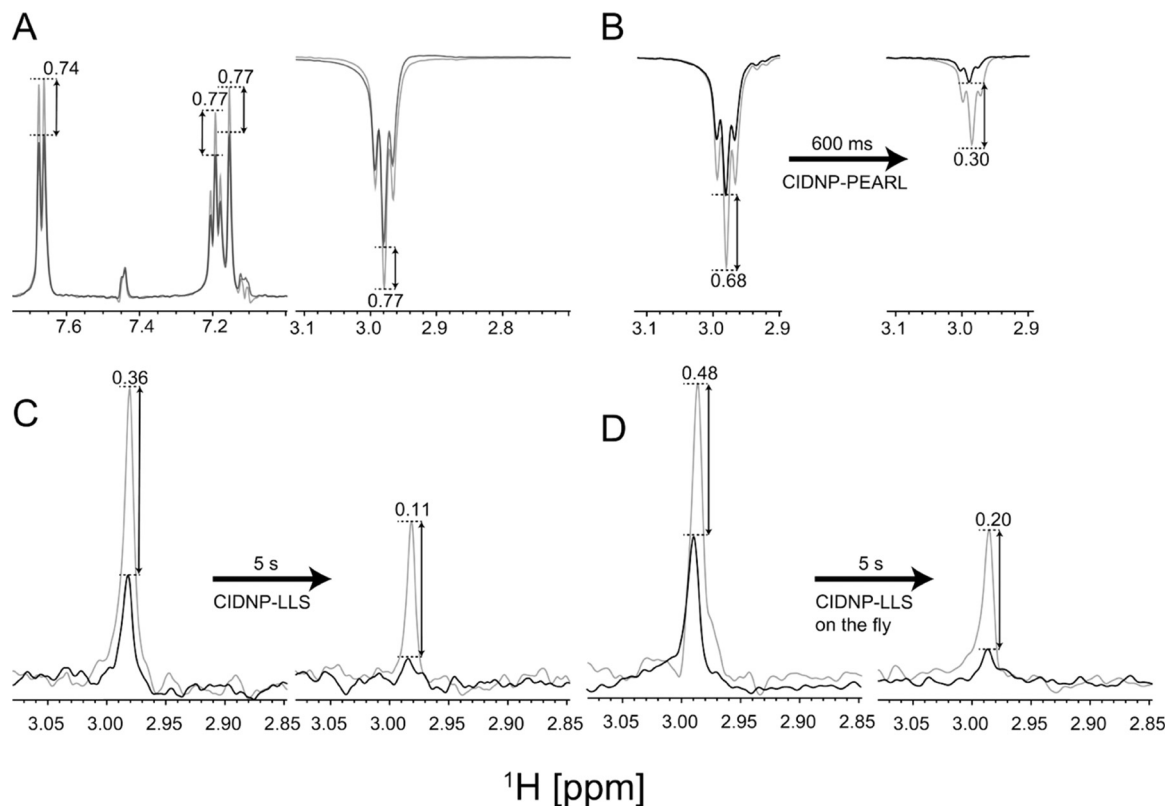 A
0.74
0.77
0.77
0.77
7.6 7.4 7.2
3.1 3.0 2.9 2.8
B
0.68
600 ms
CIDNP-PEARL
0.30
3.1 3.0 2.9
3.1 3.0 2.9
C
0.36
5 s
CIDNP-LLS
0.11
3.05 3.00 2.95 2.90 2.85
3.05 3.00 2.95 2.90 2.85
D
0.48
5 s
CIDNP-LLS
on the fly
0.20
3.05 3.00 2.95 2.90 2.85
3.05 3.00 2.95 2.90 2.85
¹H [ppm]